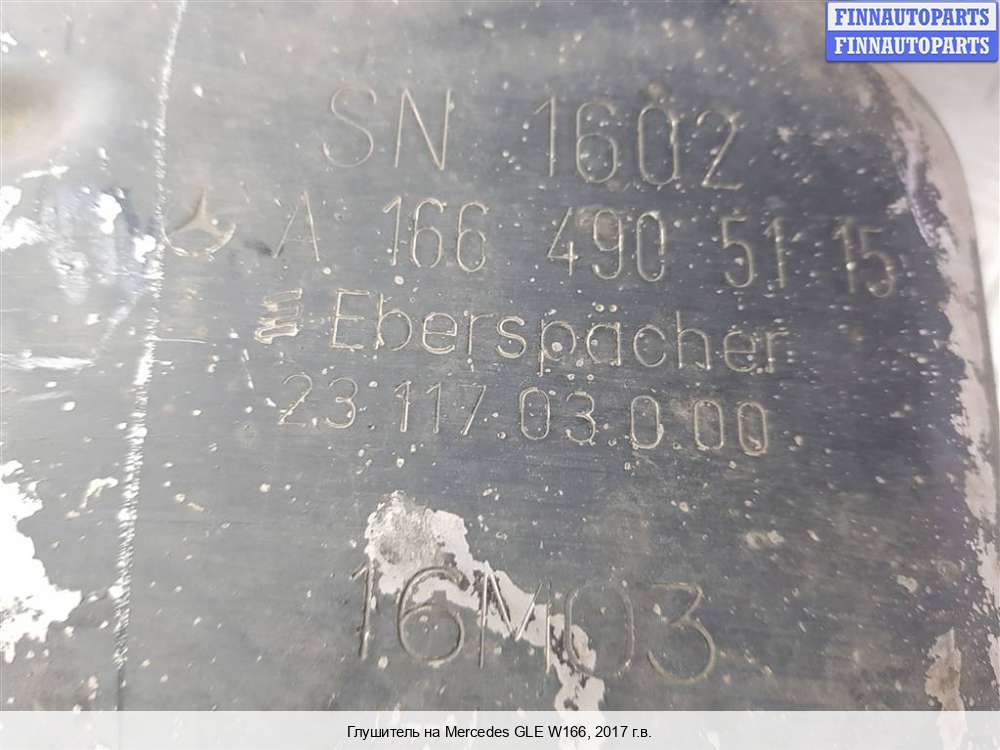 FINNAUTOPARTS
FINNAUTOPARTS
SN 1602
A 166 490 51 15
Eberspächer
23.117.03.0.00
16M03
Глушитель на Mercedes GLE W166, 2017 г.в.